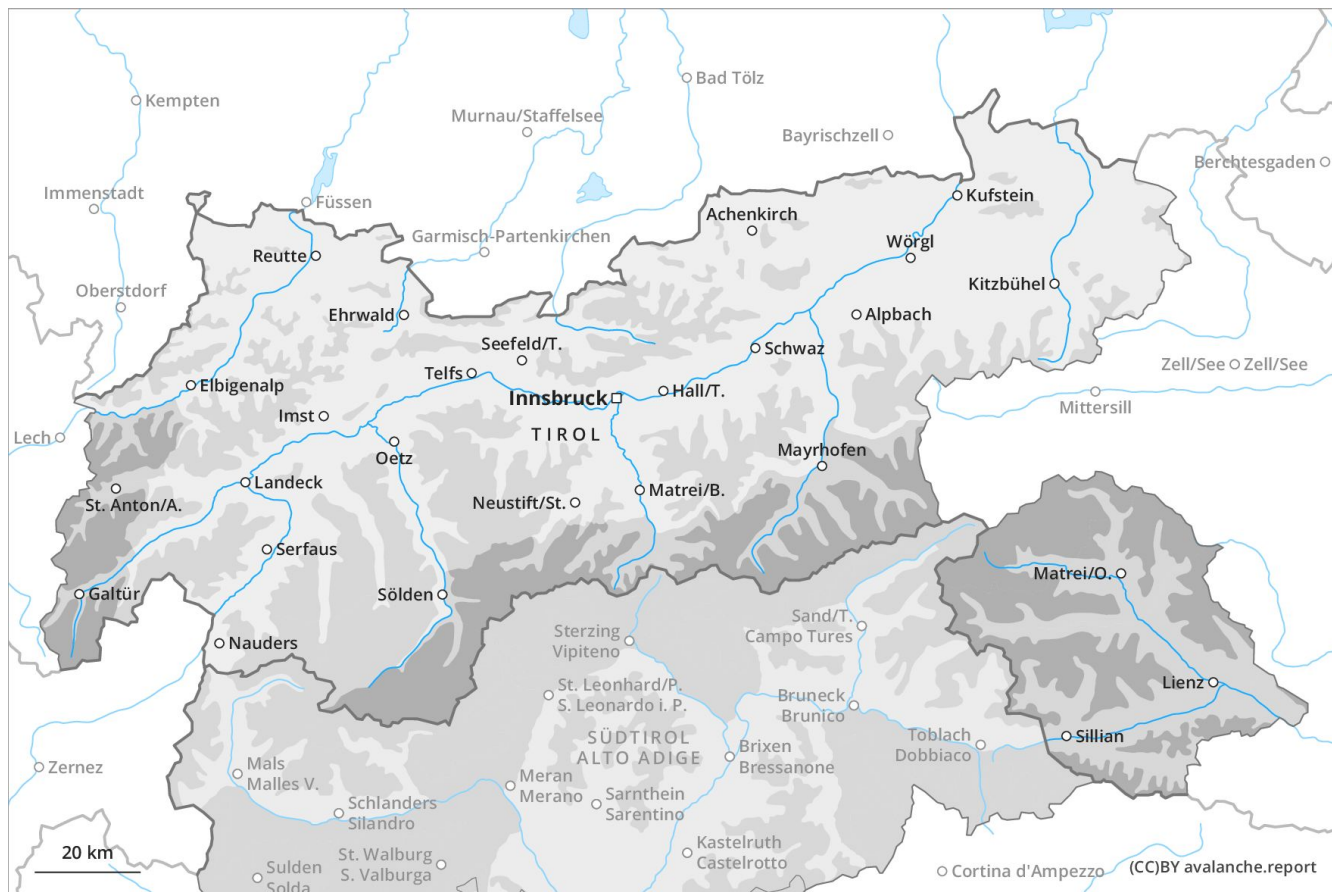 Kempten
Bad Tölz
Murnau/Staffelsee
Bayrischzell
Berchtesgaden
Immenstadt
Füssen
Kufstein
Achenkirch
Garmisch-Partenkirchen
Wörgl
Reutte
Kitzbühel
Oberstdorf
Ehrwald
Alpbach
Seefeld/T.
Schwaz
Zell/See
Zell/See
Telfs
Elbigenalp
Hall/T.
Innsbruck
Mittersill
Imst
Lech
TIROL
Oetz
Mayrhofen
Landeck
Matrei/B.
St. Anton/A.
Neustift/St.
Serfaus
Matrei/O.
Galtür
Sölden
Sand/T.
Campo Tures
Sterzing
Vipiteno
Nauders
Lienz
St. Leonhard/P.
S. Leonardo i. P.
Bruneck
Brunico
SÜDTIROL
ALTO ADIGE
Toblach
Dobbiaco
Sillian
Brixen
Bressanone
Zernez
Mals
Malles V.
Meran
Merano
Sarnthein
Sarentino
Schlanders
Silandro
Kastelruth
Castelrotto
20 km
St. Walburg
S. Valburga
Sulden
Solda
Cortina d'Ampezzo
(CC)BY avalanche.report